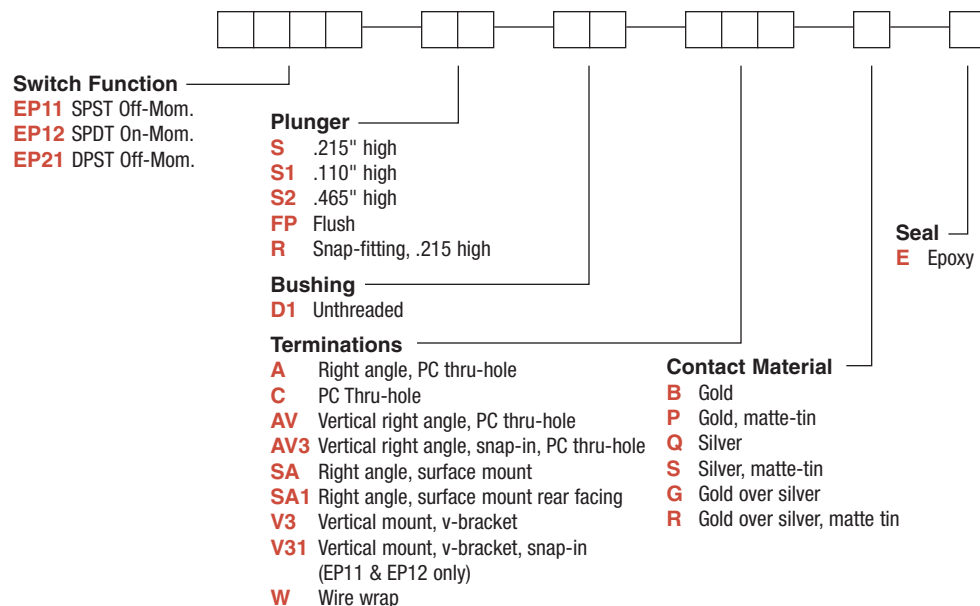 Switch Function
EP11 SPST Off-Mom.
EP12 SPDT On-Mom.
EP21 DPST Off-Mom.
Plunger
S .215" high
S1 .110" high
S2 .465" high
FP Flush
R Snap-fitting, .215 high
Bushing
D1 Unthreaded
Terminations
A Right angle, PC thru-hole
C PC Thru-hole
AV Vertical right angle, PC thru-hole
AV3 Vertical right angle, snap-in, PC thru-hole
SA Right angle, surface mount
SA1 Right angle, surface mount rear facing
V3 Vertical mount, v-bracket
V31 Vertical mount, v-bracket, snap-in
(EP11 & EP12 only)
W Wire wrap
Contact Material
B Gold
P Gold, matte-tin
Q Silver
S Silver, matte-tin
G Gold over silver
R Gold over silver, matte tin
Seal
E Epoxy